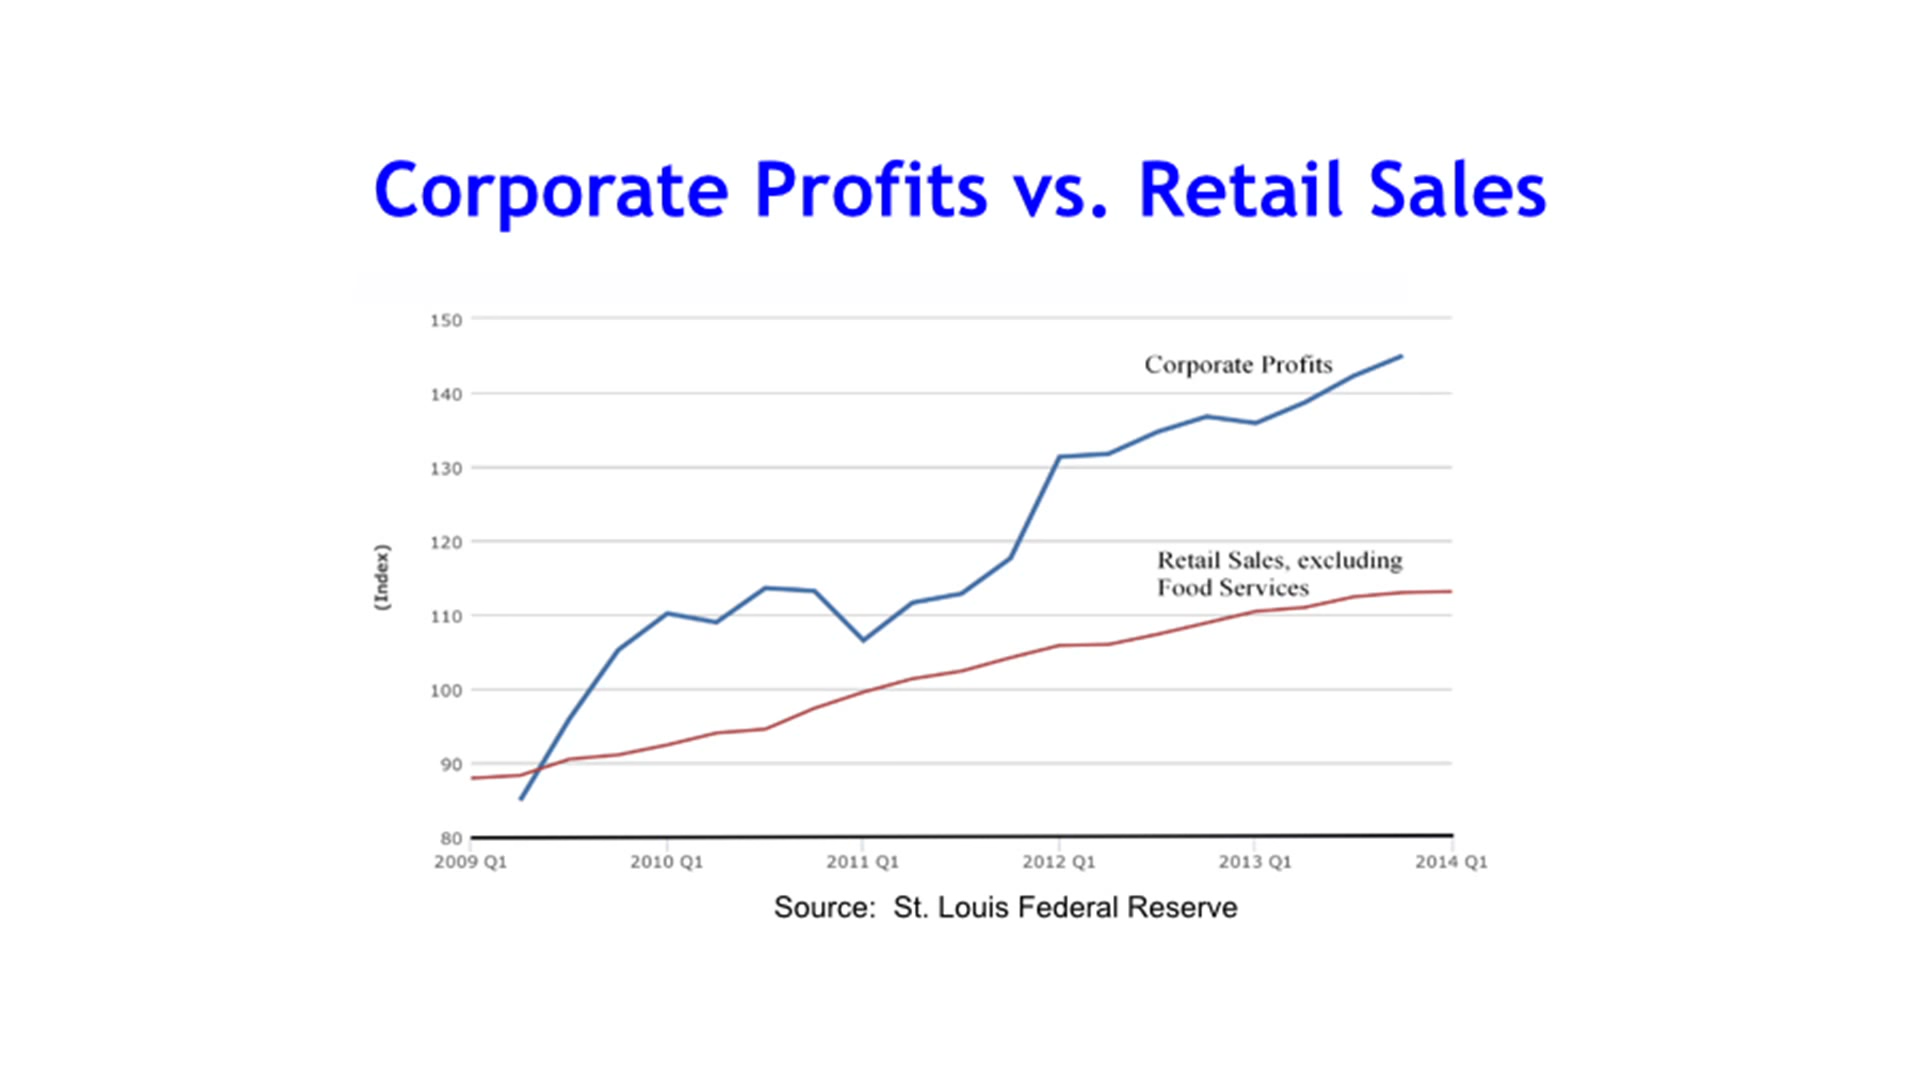 Corporate Profits vs. Retail Sales
150
Corporate Profits
140
130
120
Retail Sales, excluding
Food Services
(Index)
110
100
90
80
2009 Q1 2010 Q1 2011 Q1 2012 Q1 2013 Q1 2014 Q1
Source: St. Louis Federal Reserve